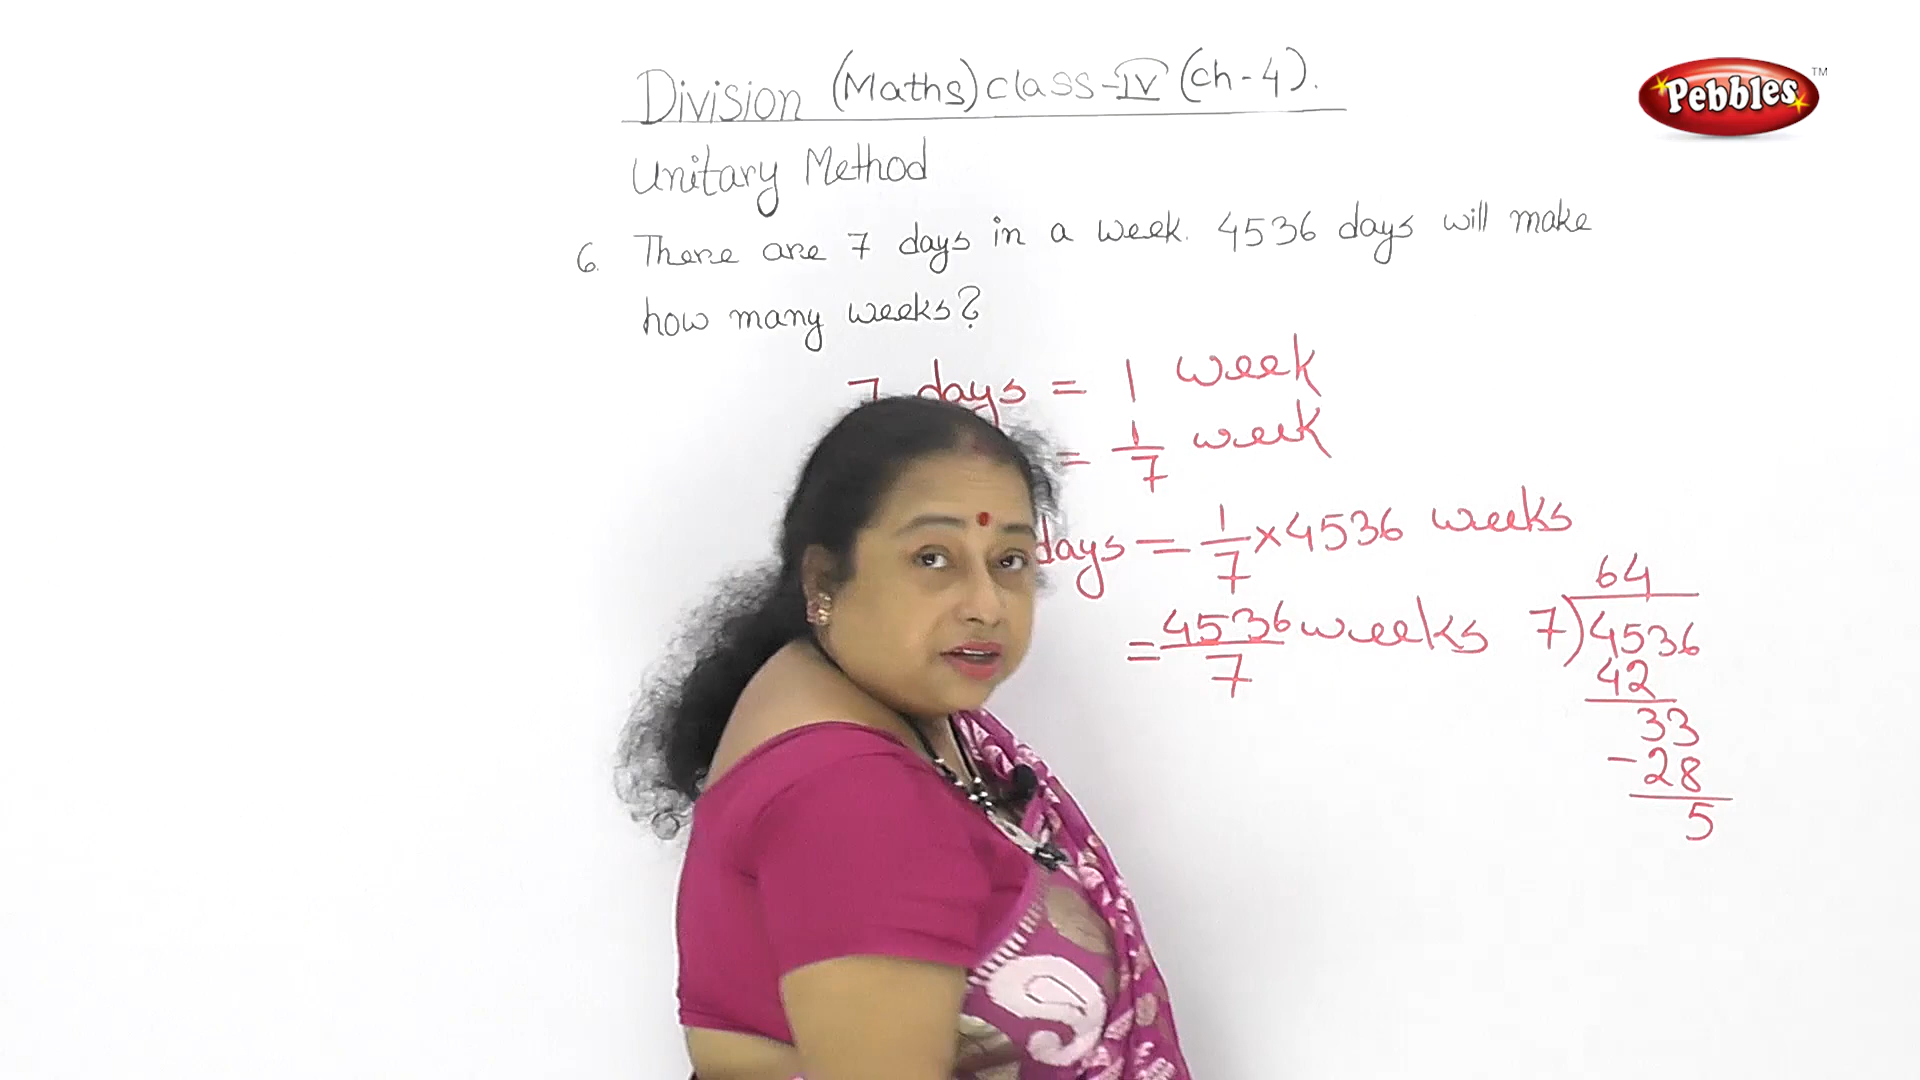 Division (Maths) class-IV (ch-4).
Pebbles™
Unitary Method
6. There are 7 days in a week. 4536 days will make
how many weeks?
7 days = 1 week
= 1/7 week
days = 1/7 × 4536 weeks
= 4536/7 weeks
64
7)4536
42
33
-28
5